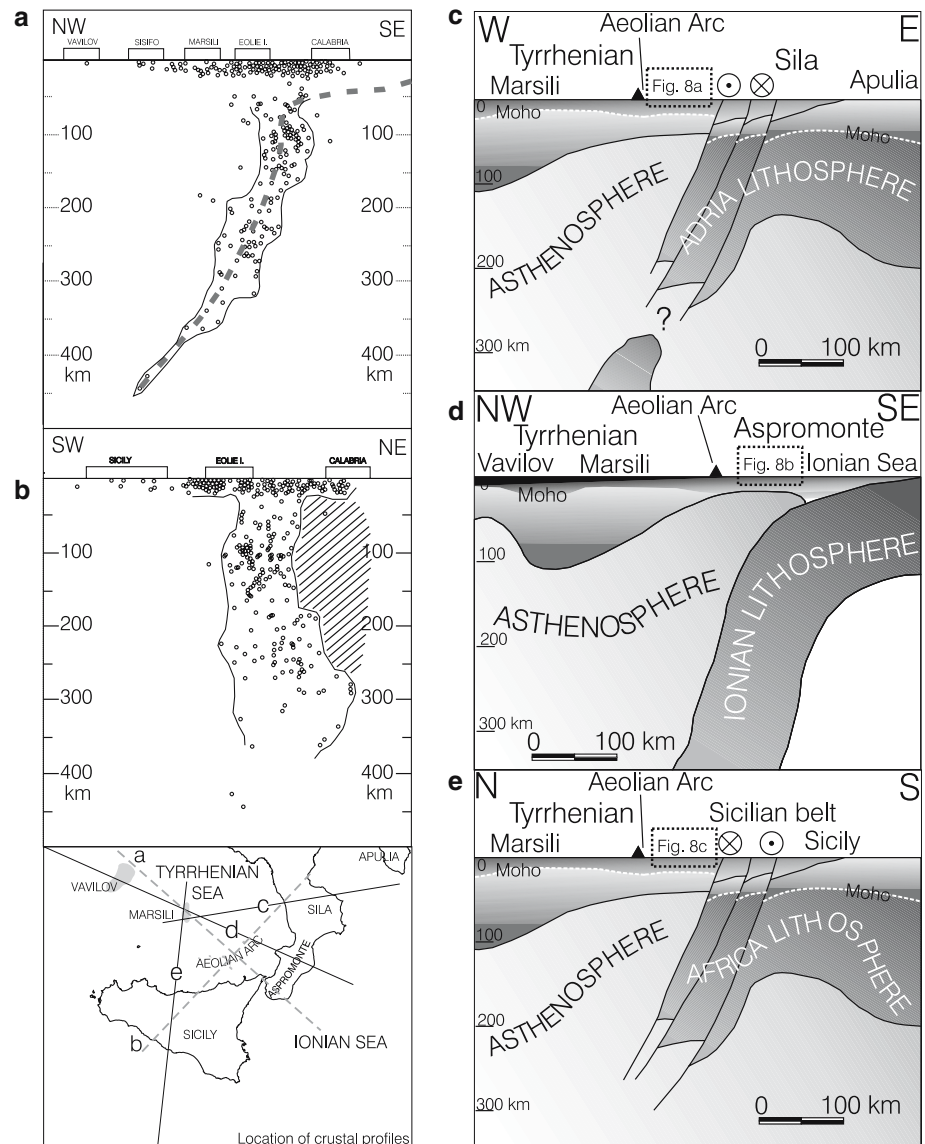 a
NW
SE
VAVILOV
SISIFO
MARSILI
EOLIE I.
CALABRIA
100
100
200
200
300
300
400
400
km
km
SW
NE
SICILY
EOLIE I.
CALABRIA
b
100
100
200
200
300
300
400
400
km
km
a
APULIA
TYRRHENIAN
SEA
VAVILOV
MARSILI
c
SILA
d
AEOLIAN ARC
ASPROMONTE
e
SICILY
b
IONIAN SEA
Location of crustal profiles
c
W
Aeolian Arc
E
Tyrrhenian
Sila
Marsili
Fig. 8a
Apulia
0
Moho
Moho
100
ASTHENOSPHERE
ADRIA LITHOSPHERE
200
?
300 km
0 100 km
d
NW
Aeolian Arc
SE
Tyrrhenian
Aspromonte
Vavilov
Marsili
Fig. 8b
Ionian Sea
0
Moho
100
ASTHENOSPHERE
IONIAN LITHOSPHERE
200
300 km
0 100 km
e
N
Aeolian Arc
S
Tyrrhenian
Sicilian belt
Marsili
Fig. 8c
Sicily
0
Moho
Moho
100
ASTHENOSPHERE
AFRICA LITHOSPHERE
200
300 km
0 100 km